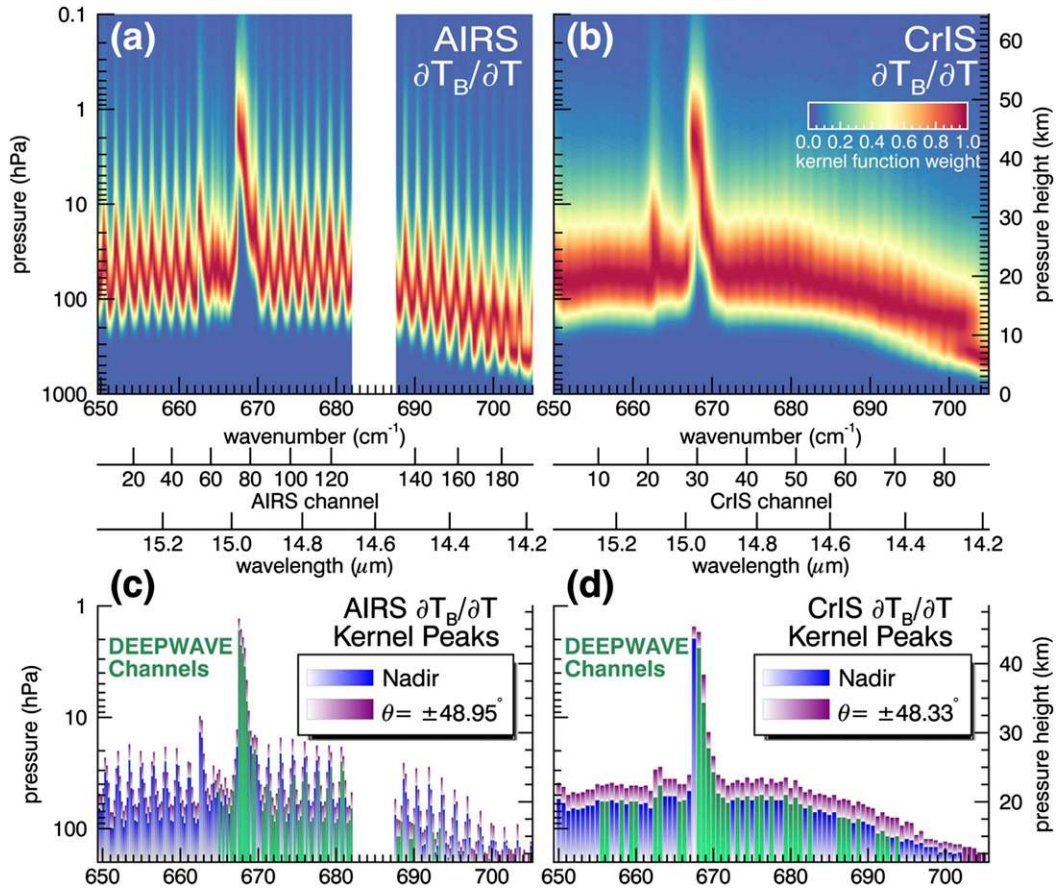 (a)
AIRS
∂T_B/∂T
0.1
1
10
100
1000
pressure (hPa)
650 660 670 680 690 700
wavenumber (cm⁻¹)
20 40 60 80 100 120 140 160 180
AIRS channel
15.2 15.0 14.8 14.6 14.4 14.2
wavelength (μm)
(b)
CrIS
∂T_B/∂T
0.0 0.2 0.4 0.6 0.8 1.0
kernel function weight
60
50
40
30
20
10
0
pressure height (km)
650 660 670 680 690 700
wavenumber (cm⁻¹)
10 20 30 40 50 60 70 80
CrIS channel
15.2 15.0 14.8 14.6 14.4 14.2
wavelength (μm)
(c)
AIRS ∂T_B/∂T
Kernel Peaks
DEEPWAVE
Channels
Nadir
θ= ±48.95°
1
10
100
pressure (hPa)
650 660 670 680 690 700
(d)
CrIS ∂T_B/∂T
Kernel Peaks
DEEPWAVE
Channels
Nadir
θ= ±48.33°
40
30
20
pressure height (km)
650 660 670 680 690 700